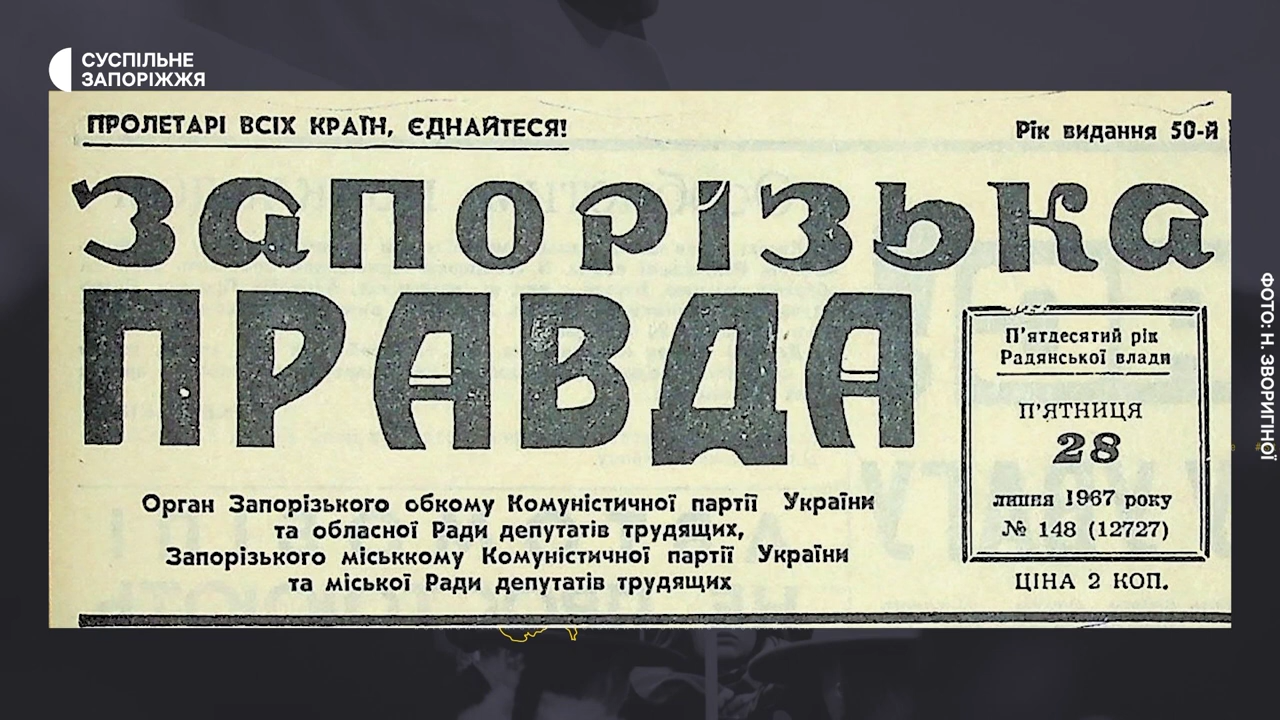 СУСПІЛЬНЕ
ЗАПОРІЖЖЯ
ПРОЛЕТАРІ ВСІХ КРАЇН, ЄДНАЙТЕСЯ!
Рік видання 50-й
ЗАПОРІЗЬКА
ПРАВДА
П'ятдесятий рік
Радянської влади
П'ЯТНИЦЯ
28
липня 1967 року
№ 148 (12727)
ЦІНА 2 КОП.
Орган Запорізького обкому Комуністичної партії України
та обласної Ради депутатів трудящих,
Запорізького міськкому Комуністичної партії України
та міської Ради депутатів трудящих
ФОТО: Н. ЗВОРИГІНОЇ